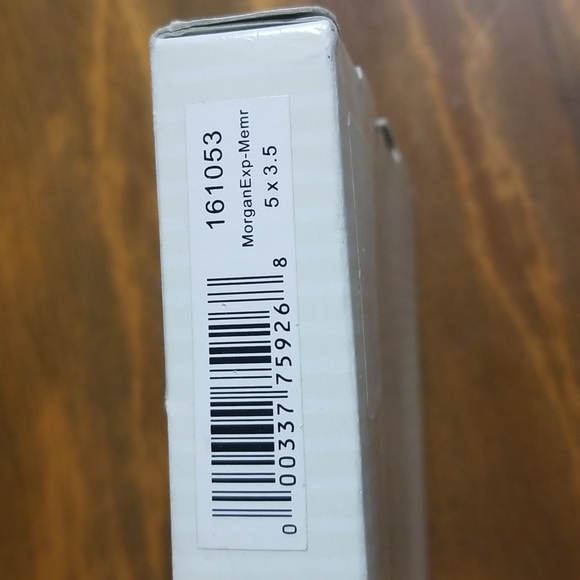 161053
MorganExp-Memr
5 x 3.5
0 00337 75926 8